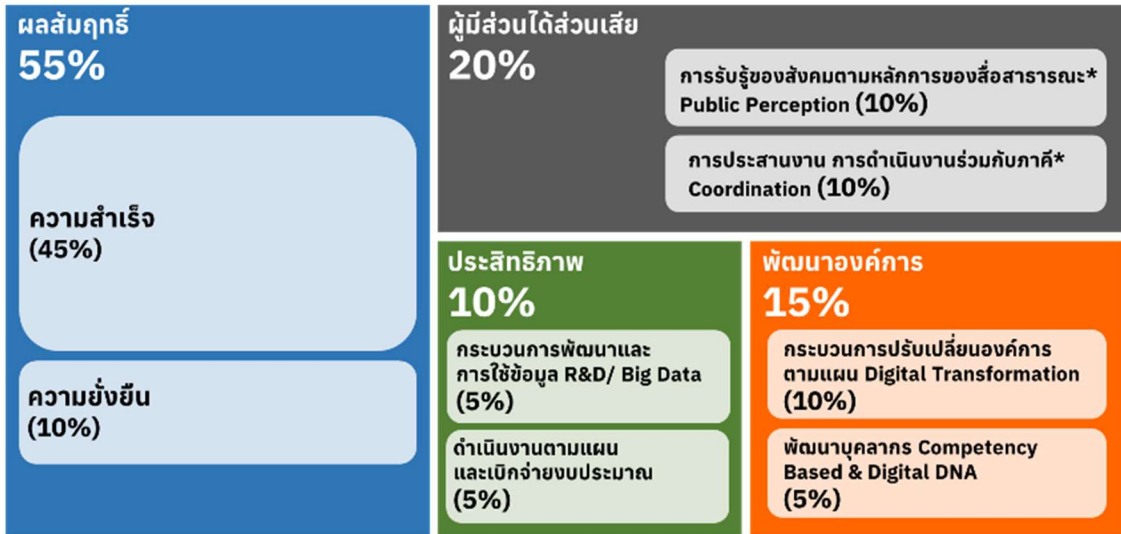 ผลสัมฤทธิ์
55%
ความสำเร็จ
(45%)
ความยั่งยืน
(10%)
ผู้มีส่วนได้ส่วนเสีย
20%
การรับรู้ของสังคมตามหลักการของสื่อสาธารณะ*
Public Perception (10%)
การประสานงาน การดำเนินงานร่วมกับภาคี*
Coordination (10%)
ประสิทธิภาพ
10%
กระบวนการพัฒนาและ
การใช้ข้อมูล R&D/ Big Data
(5%)
ดำเนินงานตามแผน
และเบิกจ่ายงบประมาณ
(5%)
พัฒนาองค์การ
15%
กระบวนการปรับเปลี่ยนองค์การ
ตามแผน Digital Transformation
(10%)
พัฒนาบุคลากร Competency
Based & Digital DNA
(5%)